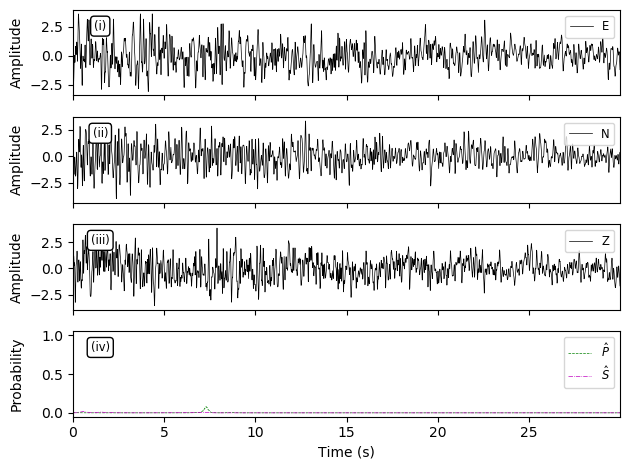 Amplitude
2.5
0.0
−2.5
(i)
E
Amplitude
2.5
0.0
−2.5
(ii)
N
Amplitude
2.5
0.0
−2.5
(iii)
Z
Probability
1.0
0.5
0.0
(iv)
P̂
Ŝ
0 5 10 15 20 25
Time (s)